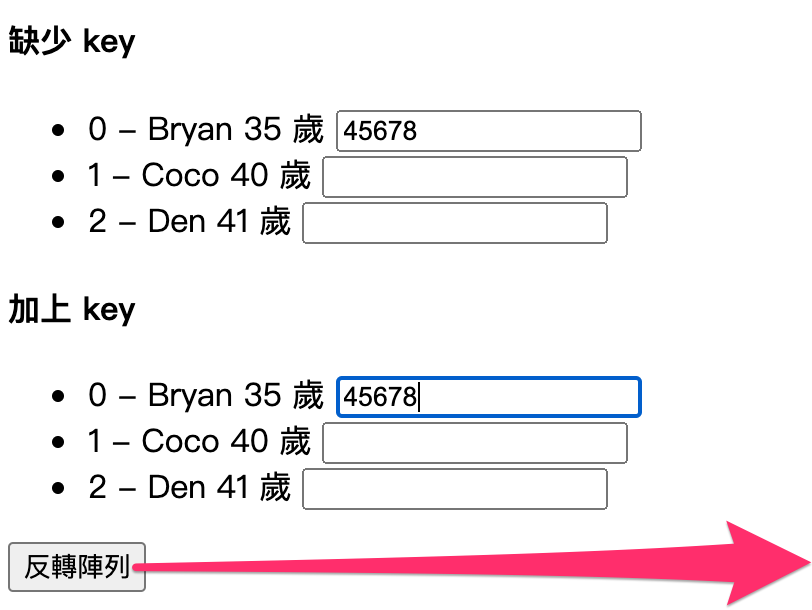 缺少 key
0 – Bryan 35 歲 45678
1 – Coco 40 歲
2 – Den 41 歲
加上 key
0 – Bryan 35 歲 45678
1 – Coco 40 歲
2 – Den 41 歲
反轉陣列